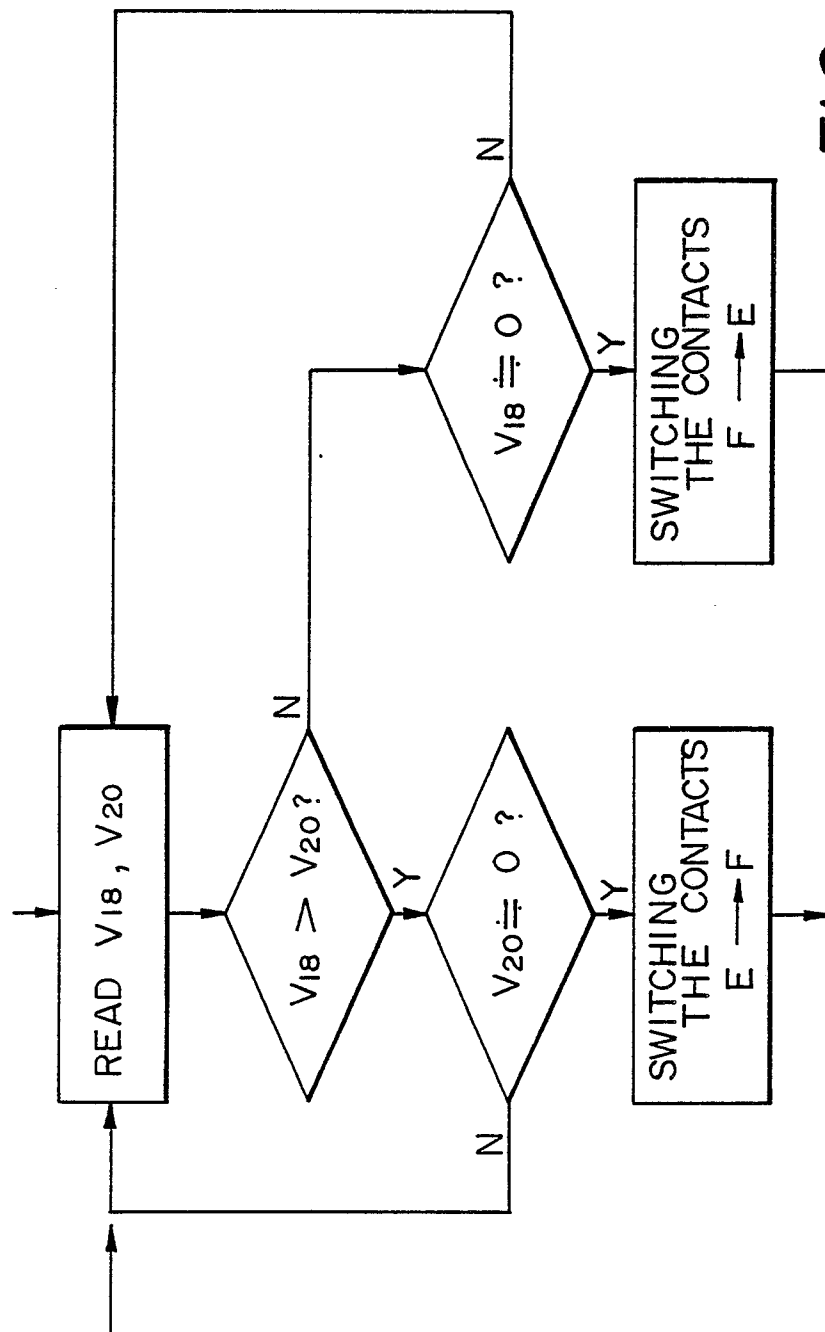 READ V18, V20
V18 > V20?
N
Y
V20 ≒ 0 ?
N
Y
SWITCHING
THE CONTACTS
E → F
V18 ≒ 0 ?
N
Y
SWITCHING
THE CONTACTS
F → E